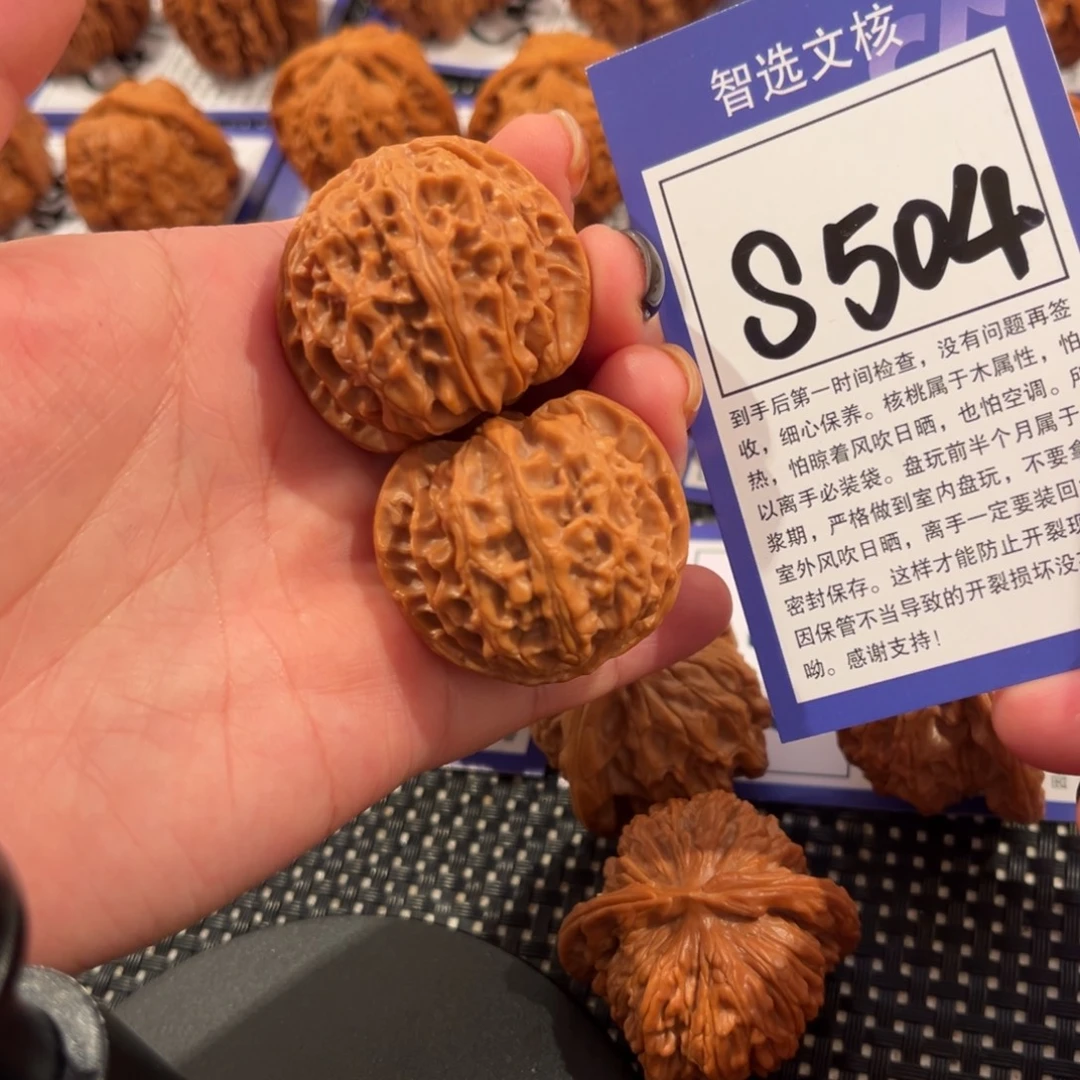 智选文核
S504
到手后第一时间检查，没有问题再签
收，细心保养。核桃属于木属性，怕
热，怕晾着风吹日晒，也怕空调。所
以离手必装袋。盘玩前半个月属于
浆期，严格做到室内盘玩，不要拿
室外风吹日晒，离手一定要装回
密封保存。这样才能防止开裂现
因保管不当导致的开裂损坏没
呦。感谢支持！